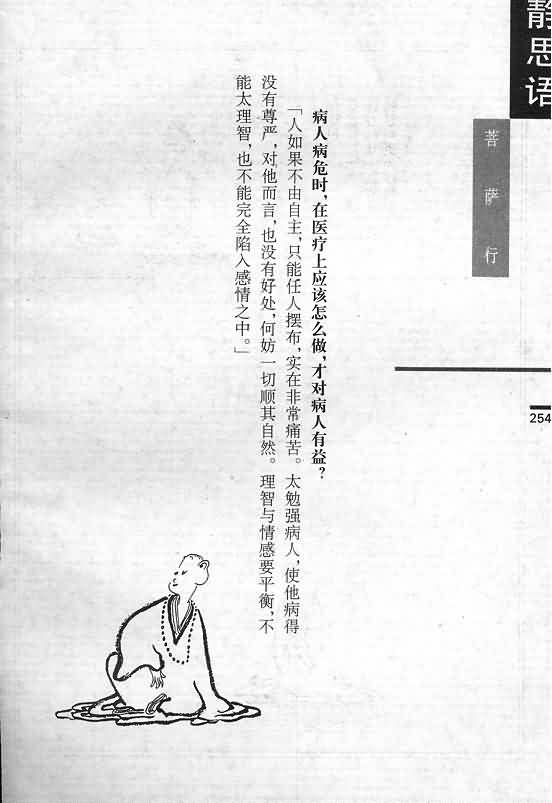 静思语
菩萨行
254
病人病危时，在医疗上应该怎么做，才对病人有益？
「人如果不由自主，只能任人摆布，实在非常痛苦。太勉强病人，使他病得
没有尊严，对他而言，也没有好处，何妨一切顺其自然。理智与情感要平衡，不
能太理智，也不能完全陷入感情之中。」